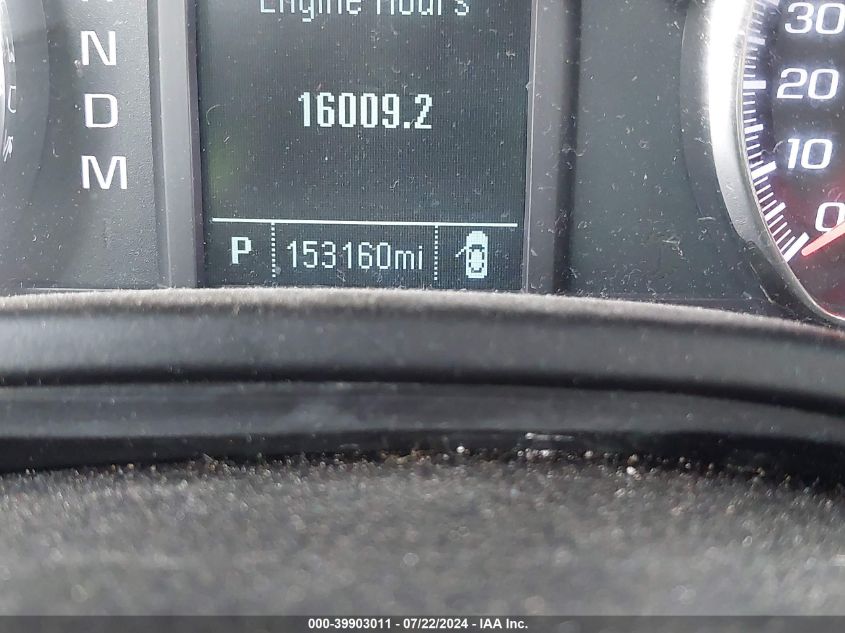 Engine Hours
N
D
M
16009.2
P 153160mi
30
20
10
0
000-39903011 - 07/22/2024 - IAA Inc.